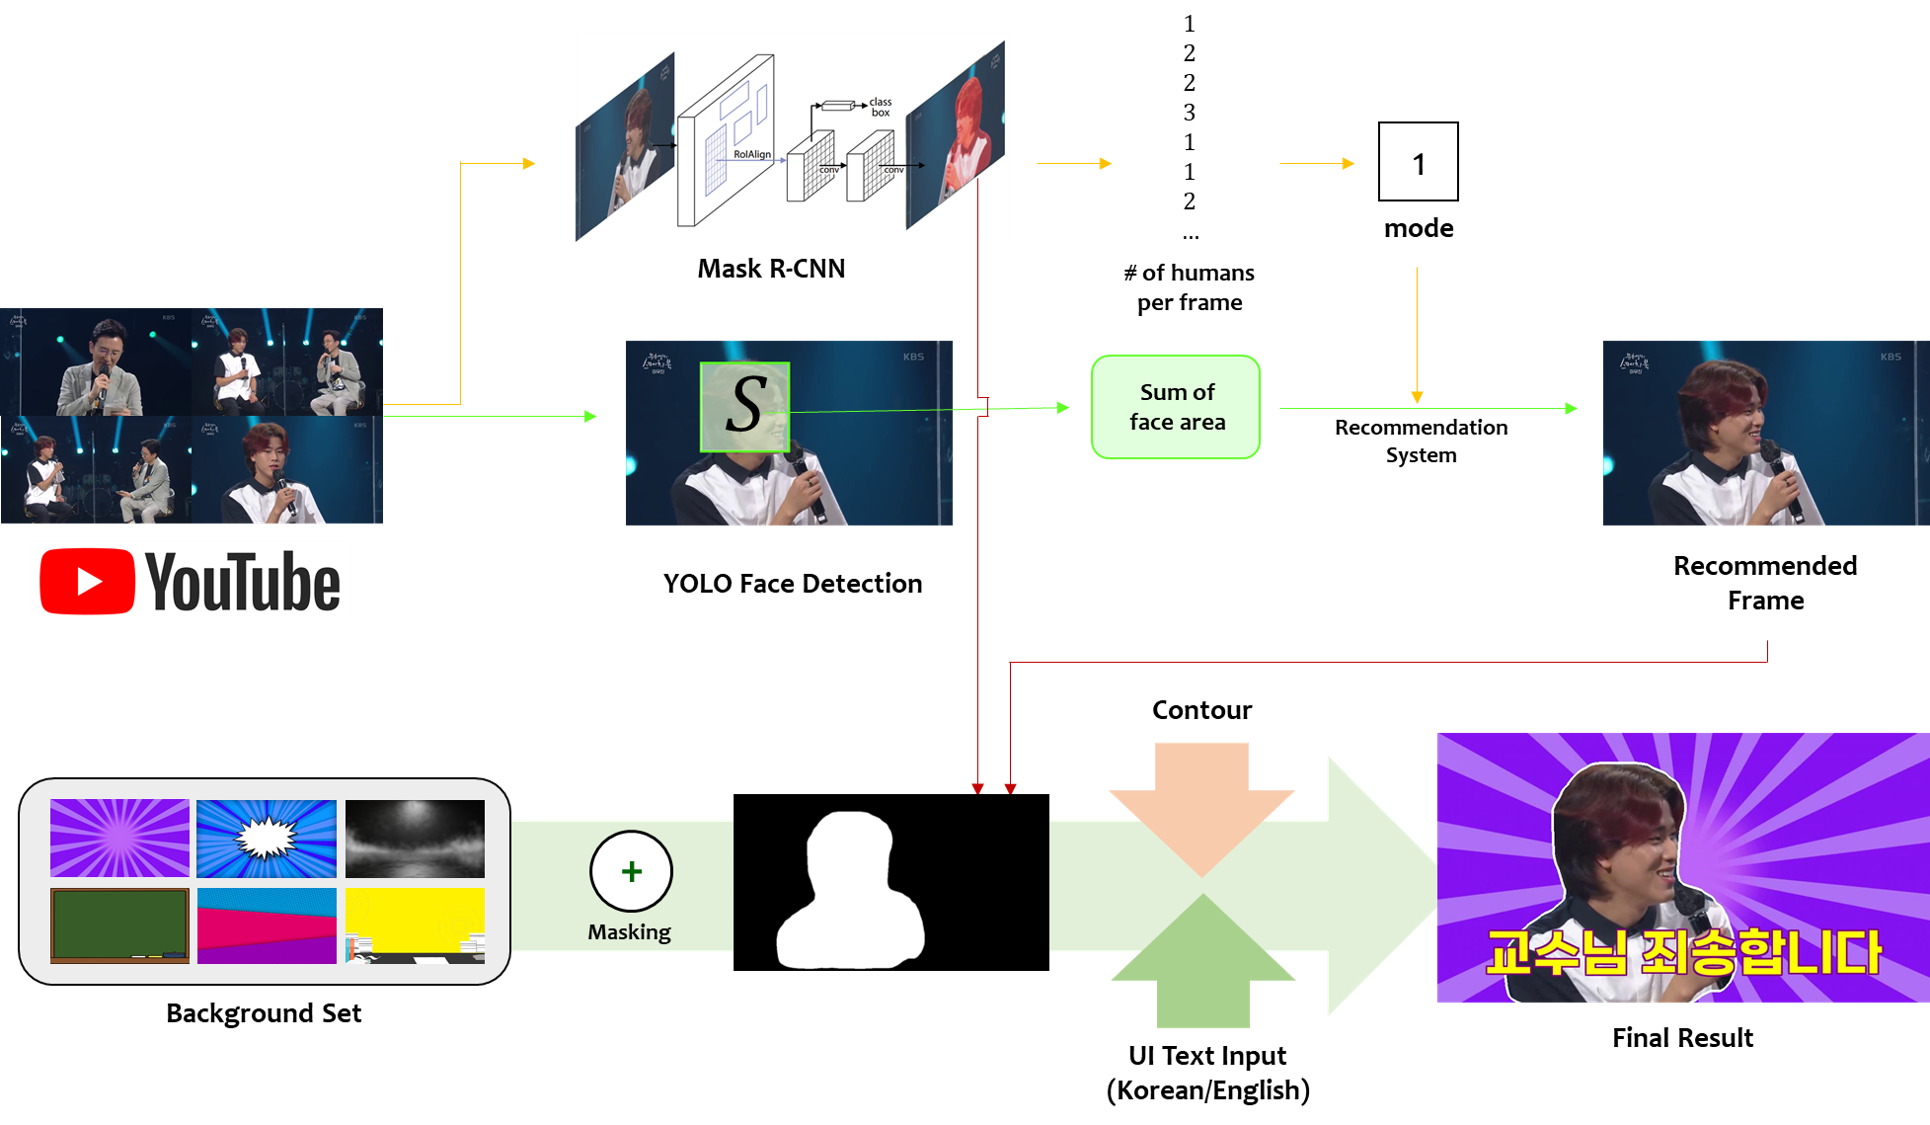 1
2
2
3
1
1
2
...
# of humans
per frame
1
mode
class
box
RoIAlign
conv
conv
Mask R-CNN
KBS
KBS
YouTube
S
KBS
YOLO Face Detection
Sum of
face area
Recommendation
System
KBS
Recommended
Frame
Background Set
+
Masking
Contour
UI Text Input
(Korean/English)
교수님 죄송합니다
Final Result